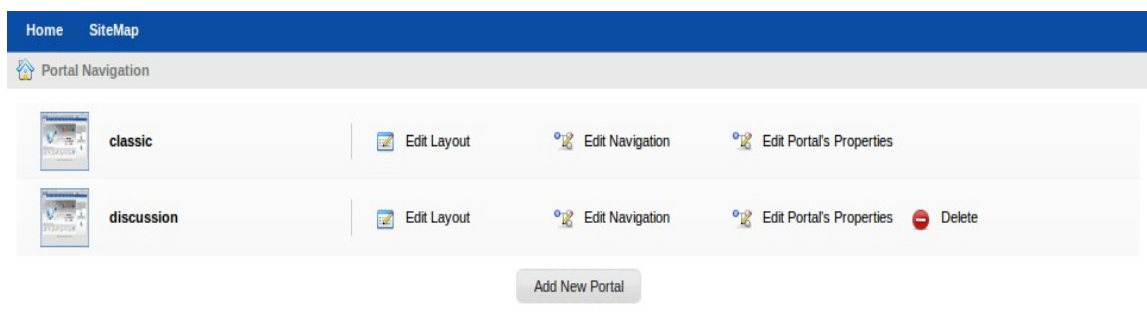 Home SiteMap
Portal Navigation
classic Edit Layout Edit Navigation Edit Portal's Properties
discussion Edit Layout Edit Navigation Edit Portal's Properties Delete
Add New Portal